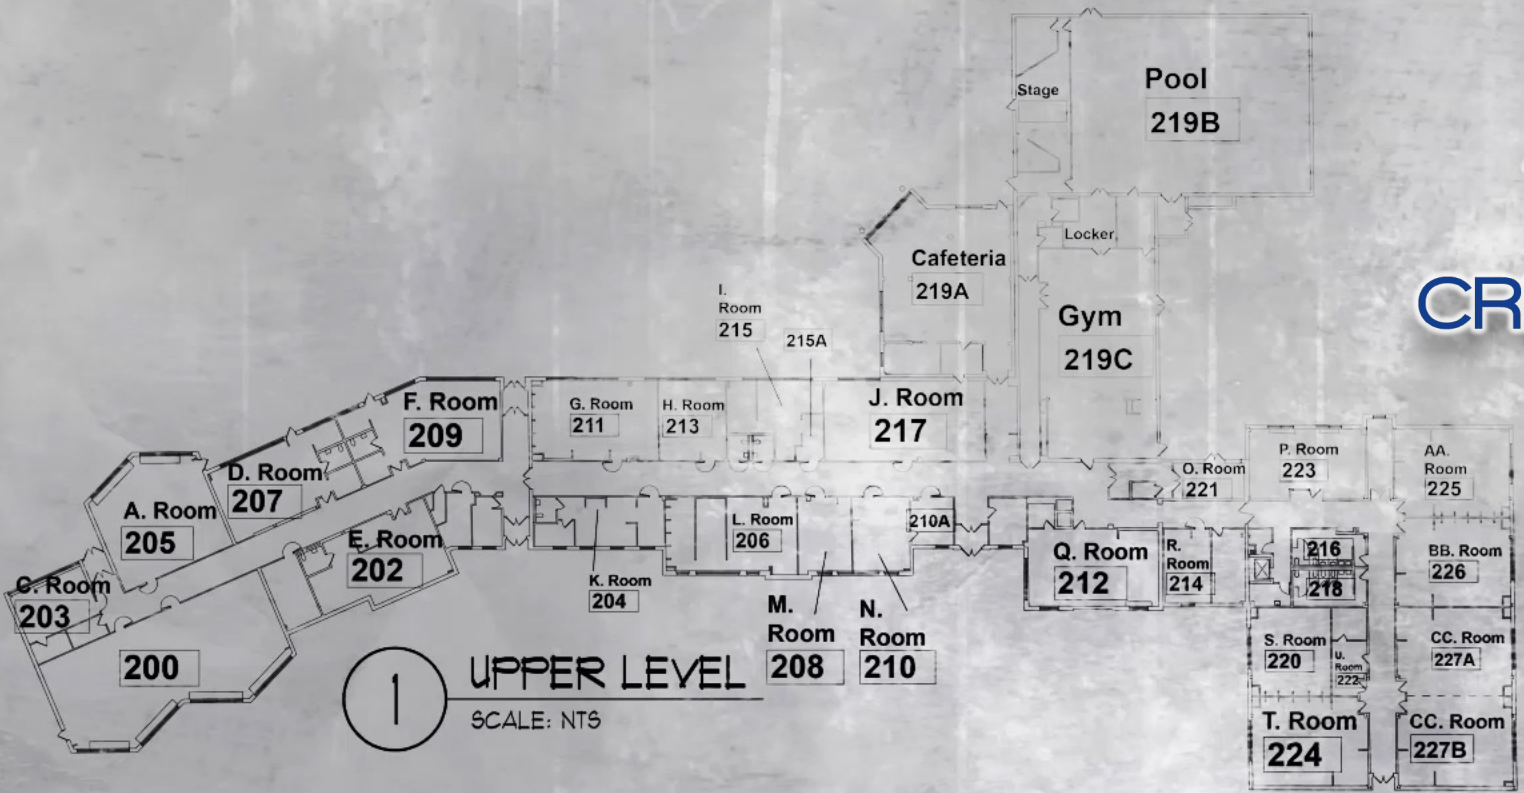 Stage
Pool
219B
Locker
Cafeteria
219A
Gym
219C
CR
I.
Room
215
215A
F. Room
209
G. Room
211
H. Room
213
J. Room
217
D. Room
207
A. Room
205
C. Room
203
E. Room
202
200
K. Room
204
L. Room
206
M.
Room
208
N.
Room
210
210A
O. Room
221
P. Room
223
AA.
Room
225
Q. Room
212
R.
Room
214
216
218
BB. Room
226
S. Room
220
U.
Room
222
CC. Room
227A
T. Room
224
CC. Room
227B
1
UPPER LEVEL
SCALE: NTS